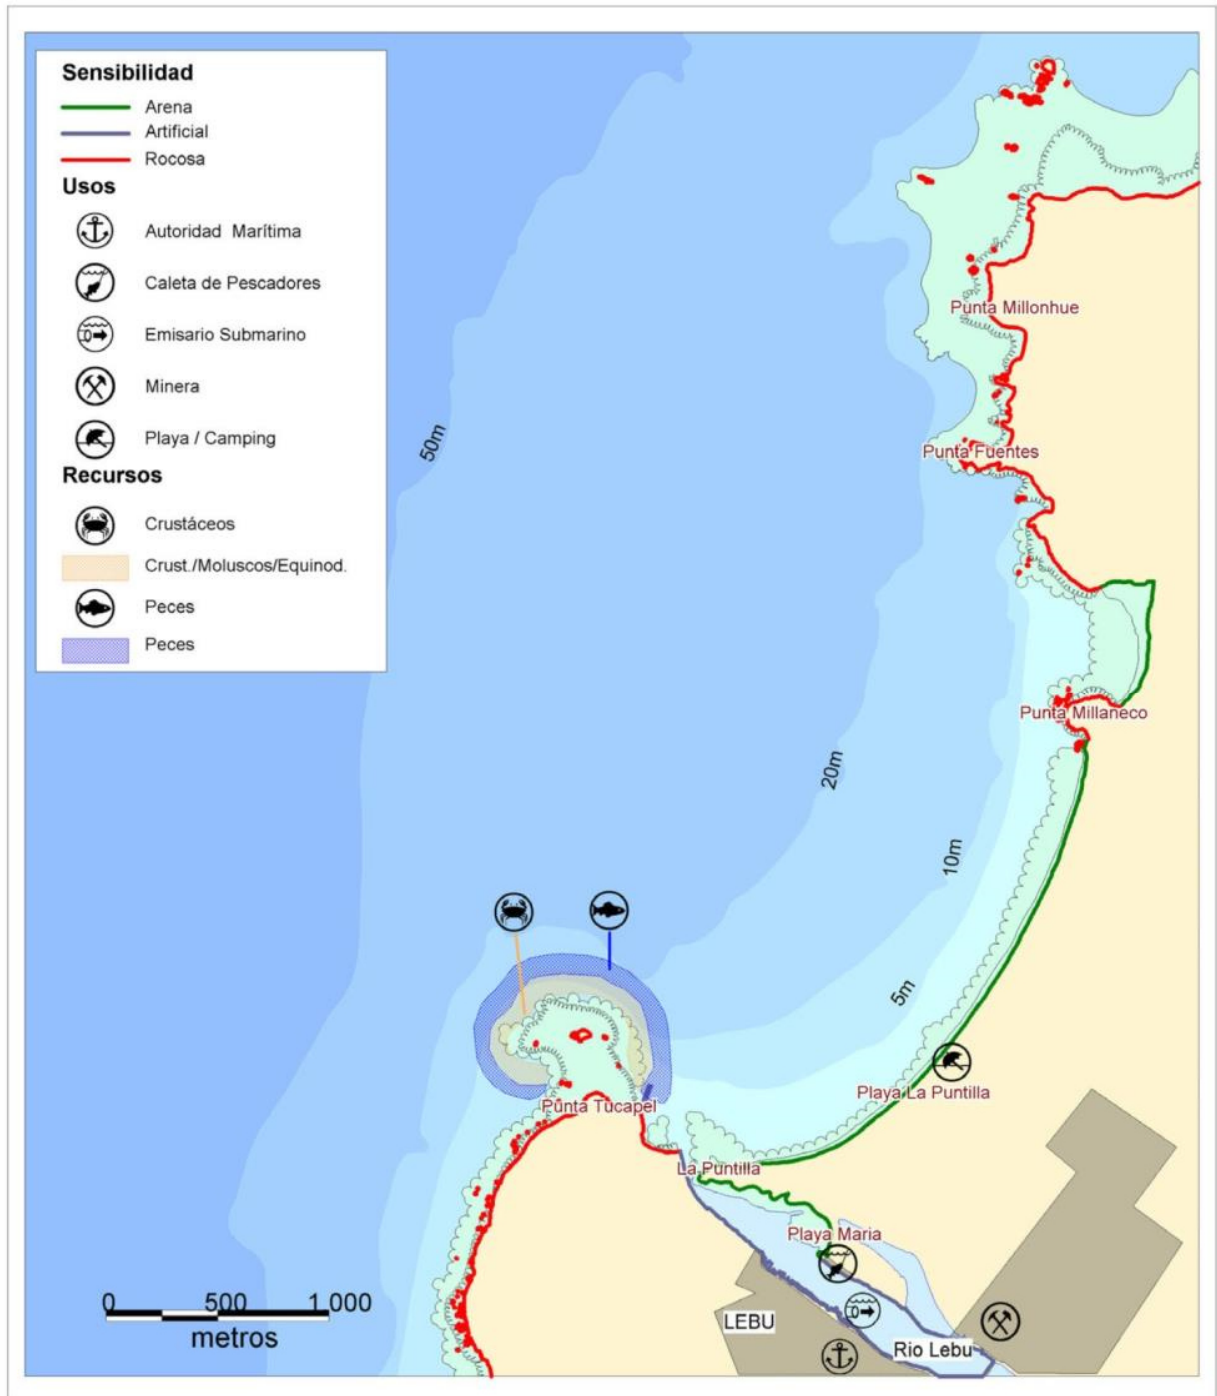 Sensibilidad
Arena
Artificial
Rocosa
Usos
Autoridad Marítima
Caleta de Pescadores
Emisario Submarino
Minera
Playa / Camping
Recursos
Crustáceos
Crust./Moluscos/Equinod.
Peces
Peces
Punta Millonhue
50m
Punta Fuentes
Punta Millaneco
20m
10m
5m
Playa La Puntilla
Punta Tucapel
La Puntilla
Playa Maria
0 500 1.000
metros
LEBU
Rio Lebu